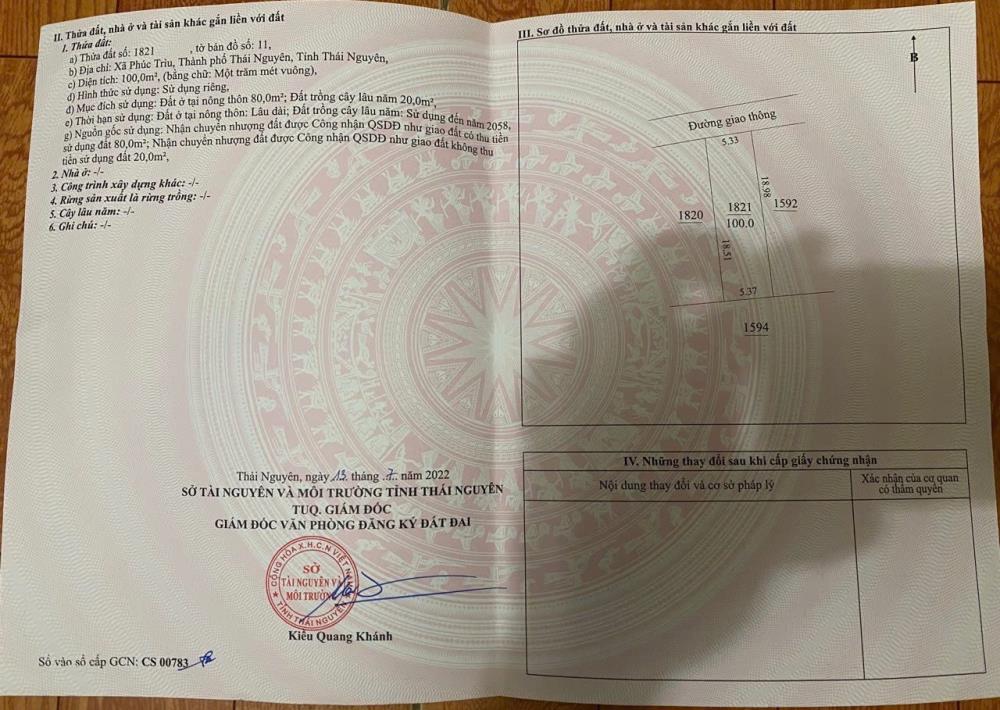 II. Thửa đất, nhà ở và tài sản khác gắn liền với đất
1. Thửa đất:
a) Thửa đất số: 1821 , tờ bản đồ số: 11,
b) Địa chỉ: Xã Phúc Trìu, Thành phố Thái Nguyên, Tỉnh Thái Nguyên,
c) Diện tích: 100,0m², (bằng chữ: Một trăm mét vuông),
d) Hình thức sử dụng: Sử dụng riêng,
đ) Mục đích sử dụng: Đất ở tại nông thôn 80,0m²; Đất trồng cây lâu năm 20,0m²,
e) Thời hạn sử dụng: Đất ở tại nông thôn: Lâu dài; Đất trồng cây lâu năm: Sử dụng đến năm 2058,
g) Nguồn gốc sử dụng: Nhận chuyển nhượng đất được Công nhận QSDĐ như giao đất có thu tiền
sử dụng đất 80,0m²; Nhận chuyển nhượng đất được Công nhận QSDĐ như giao đất không thu
tiền sử dụng đất 20,0m²,
2. Nhà ở: -/-
3. Công trình xây dựng khác: -/-
4. Rừng sản xuất là rừng trồng: -/-
5. Cây lâu năm: -/-
6. Ghi chú: -/-
Thái Nguyên, ngày 13 tháng 7 năm 2022
SỞ TÀI NGUYÊN VÀ MÔI TRƯỜNG TỈNH THÁI NGUYÊN
TUQ. GIÁM ĐỐC
GIÁM ĐỐC VĂN PHÒNG ĐĂNG KÝ ĐẤT ĐAI
CỘNG HÒA X.H.C.N VIỆT NAM
SỞ
TÀI NGUYÊN VÀ
MÔI TRƯỜNG
TỈNH THÁI NGUYÊN
Kiều Quang Khánh
Số vào sổ cấp GCN: CS 00783
III. Sơ đồ thửa đất, nhà ở và tài sản khác gắn liền với đất
B
Đường giao thông
5.33
18.98
1820
1821
100.0
1592
18.51
5.37
1594
IV. Những thay đổi sau khi cấp giấy chứng nhận
Nội dung thay đổi và cơ sở pháp lý
Xác nhận của cơ quan
có thẩm quyền